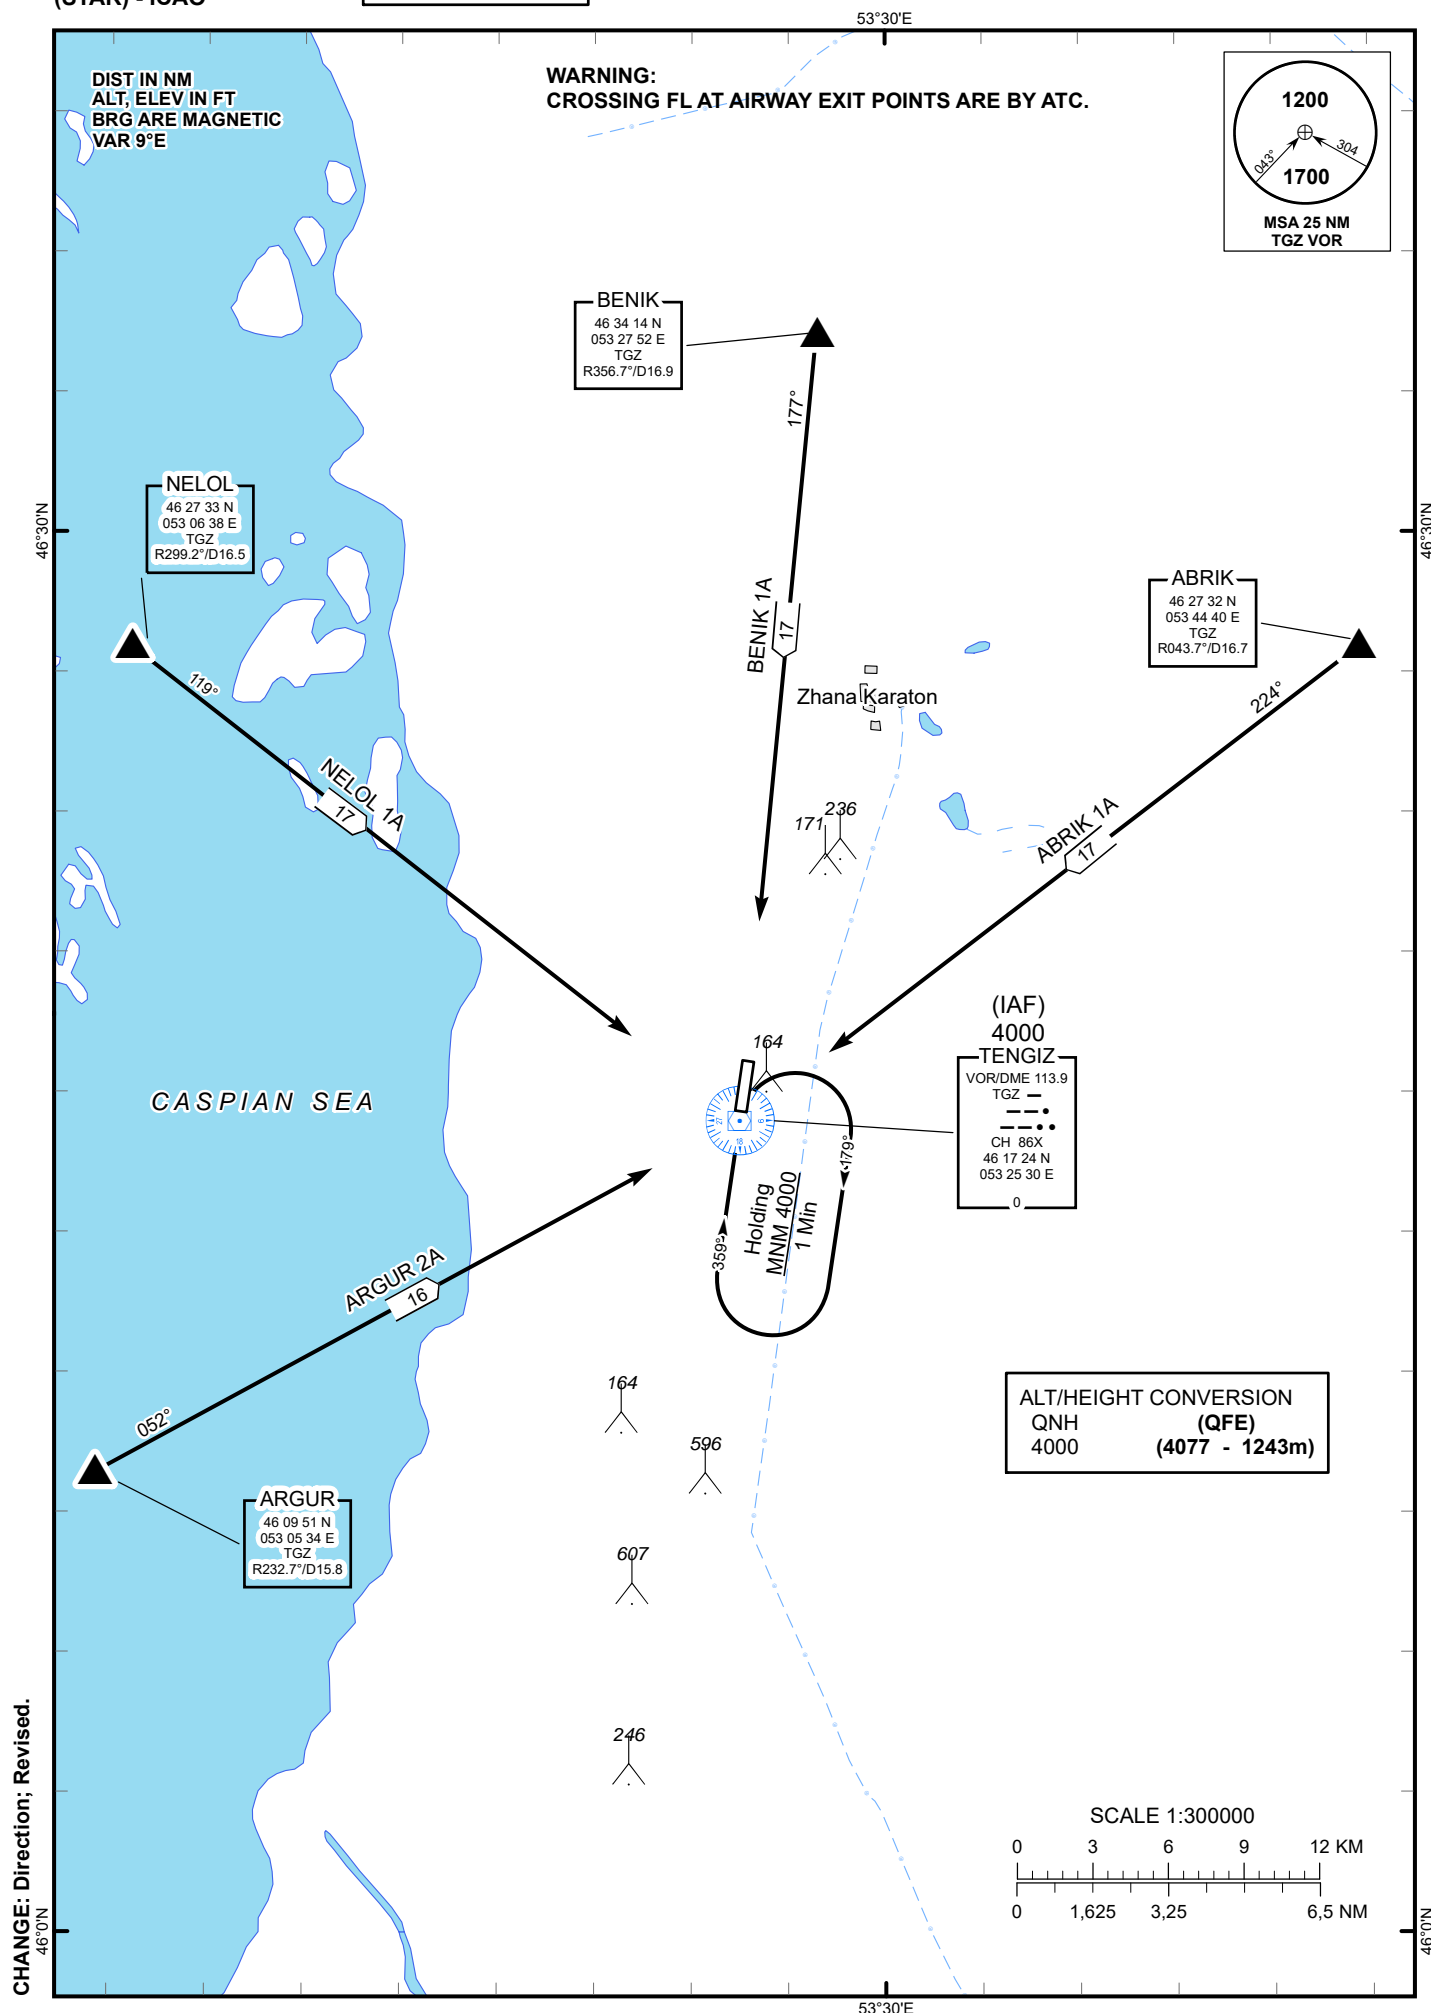 (STAR) - ICAO
53°30'E
DIST IN NM
ALT, ELEV IN FT
BRG ARE MAGNETIC
VAR 9°E
WARNING:
CROSSING FL AT AIRWAY EXIT POINTS ARE BY ATC.
1200
043°
304
1700
MSA 25 NM
TGZ VOR
BENIK
46 34 14 N
053 27 52 E
TGZ
R356.7°/D16.9
177°
BENIK 1A
17
NELOL
46 27 33 N
053 06 38 E
TGZ
R299.2°/D16.5
119°
NELOL 1A
17
46°30'N
46°30'N
ABRIK
46 27 32 N
053 44 40 E
TGZ
R043.7°/D16.7
224°
ABRIK 1A
17
Zhana Karaton
236
171
(IAF)
4000
TENGIZ
VOR/DME 113.9
TGZ
CH 86X
46 17 24 N
053 25 30 E
0
164
27
9
18
CASPIAN SEA
179°
359°
Holding
MNM 4000
1 Min
ARGUR 2A
16
052°
ARGUR
46 09 51 N
053 05 34 E
TGZ
R232.7°/D15.8
164
596
607
246
ALT/HEIGHT CONVERSION
QNH (QFE)
4000 (4077 - 1243m)
SCALE 1:300000
0 3 6 9 12 KM
0 1,625 3,25 6,5 NM
CHANGE: Direction; Revised.
46°0'N
46°0'N
53°30'E